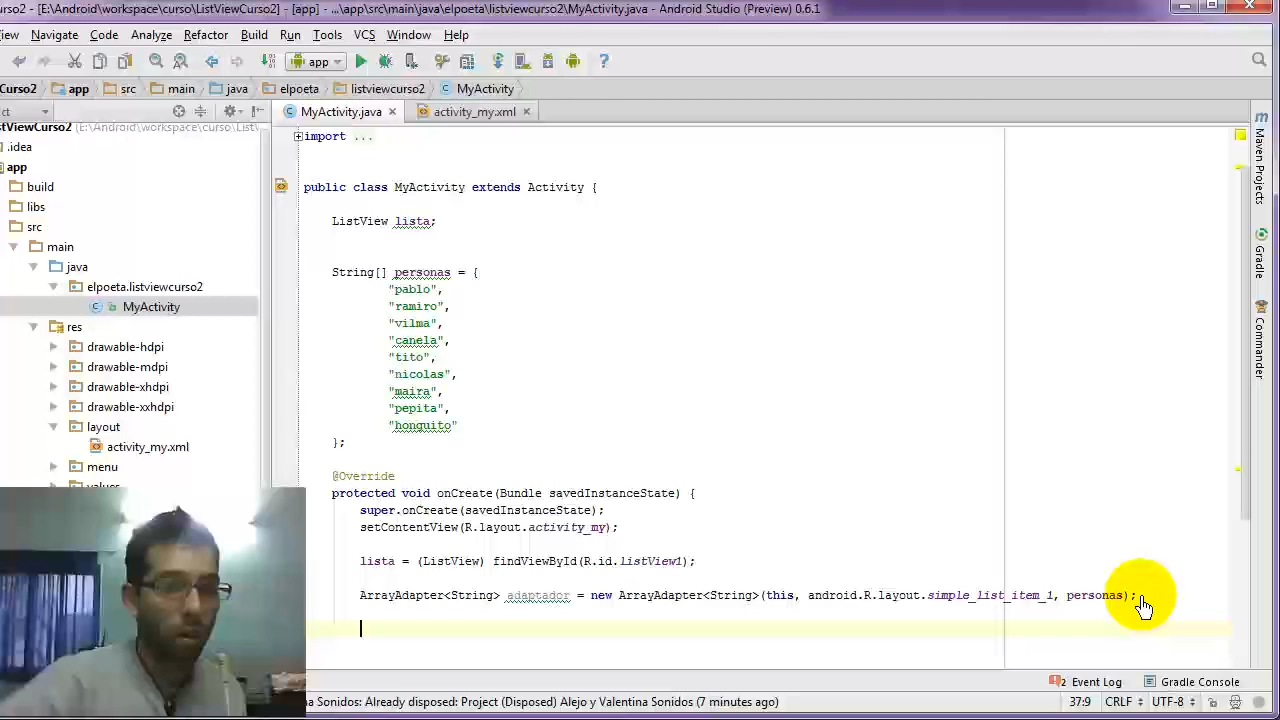 urso2 - [E:\Android\workspace\curso\ListViewCurso2] - [app] - ...\app\src\main\java\elpoeta\listviewcurso2\MyActivity.java - Android Studio (Preview) 0.6.1
iew Navigate Code Analyze Refactor Build Run Tools VCS Window Help
app
Curso2 app src main java elpoeta listviewcurso2 MyActivity
ct
MyActivity.java activity_my.xml
stViewCurso2 (E:\Android\workspace\curso\List
.idea
app
build
libs
src
main
java
elpoeta.listviewcurso2
MyActivity
res
drawable-hdpi
drawable-mdpi
drawable-xhdpi
drawable-xxhdpi
layout
activity_my.xml
menu
values
import ...
public class MyActivity extends Activity {
ListView lista;
String[] personas = {
"pablo",
"ramiro",
"vilma",
"canela",
"tito",
"nicolas",
"maira",
"pepita",
"honguito"
};
@Override
protected void onCreate(Bundle savedInstanceState) {
super.onCreate(savedInstanceState);
setContentView(R.layout.activity_my);
lista = (ListView) findViewById(R.id.listView1);
ArrayAdapter<String> adaptador = new ArrayAdapter<String>(this, android.R.layout.simple_list_item_1, personas);
Maven Projects
Gradle
Commander
2 Event Log Gradle Console
na Sonidos: Already disposed: Project (Disposed) Alejo y Valentina Sonidos (7 minutes ago) 37:9 CRLF UTF-8